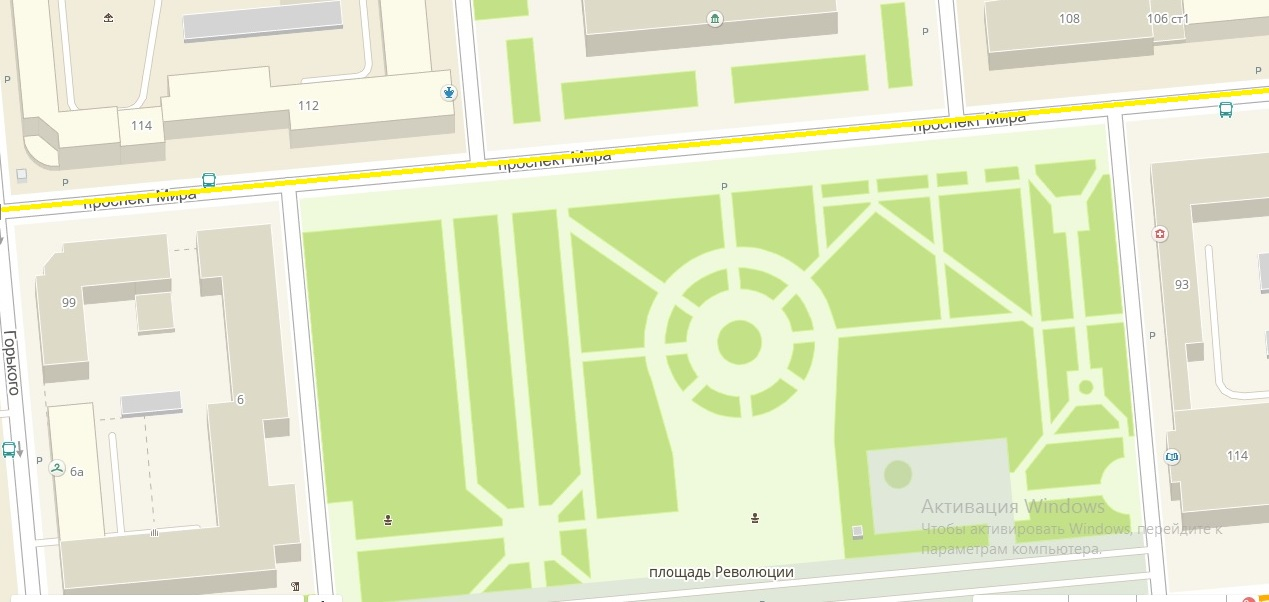 108
106 ст1
P
P
P
112
114
P
проспект Мира
проспект Мира
проспект Мира
P
99
93
Горького
P
6
P
6а
114
Активация Windows
Чтобы активировать Windows, перейдите к
параметрам компьютера.
площадь Революции